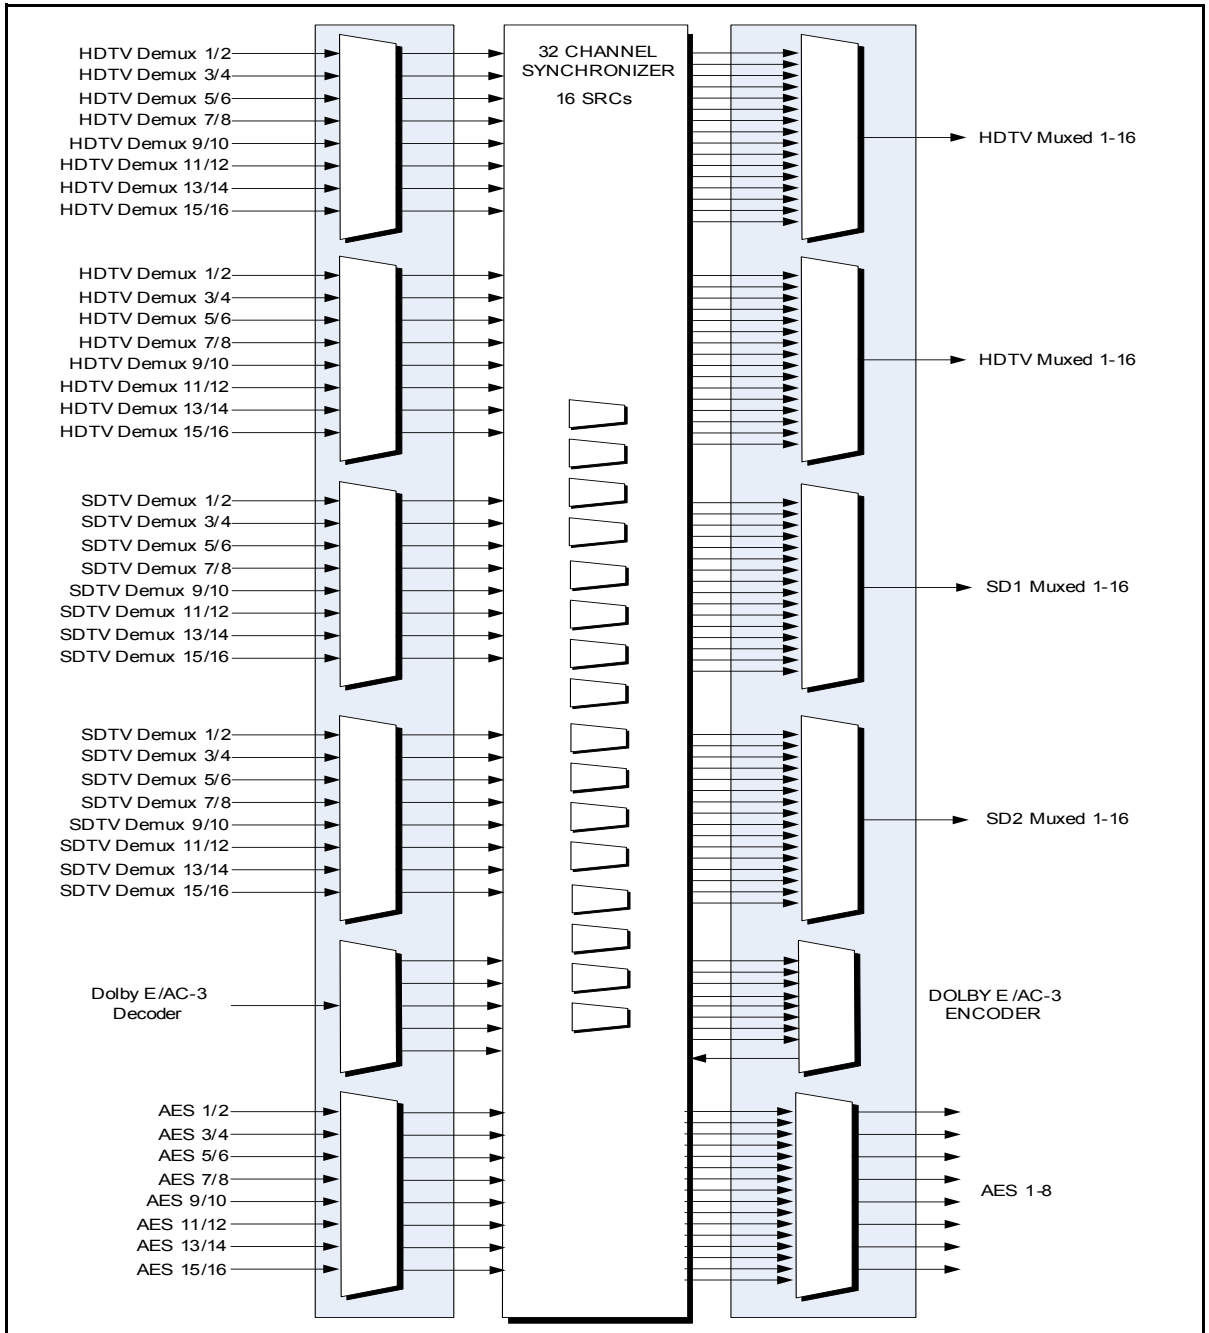 HDTV Demux 1/2
HDTV Demux 3/4
HDTV Demux 5/6
HDTV Demux 7/8
HDTV Demux 9/10
HDTV Demux 11/12
HDTV Demux 13/14
HDTV Demux 15/16
HDTV Demux 1/2
HDTV Demux 3/4
HDTV Demux 5/6
HDTV Demux 7/8
HDTV Demux 9/10
HDTV Demux 11/12
HDTV Demux 13/14
HDTV Demux 15/16
SDTV Demux 1/2
SDTV Demux 3/4
SDTV Demux 5/6
SDTV Demux 7/8
SDTV Demux 9/10
SDTV Demux 11/12
SDTV Demux 13/14
SDTV Demux 15/16
SDTV Demux 1/2
SDTV Demux 3/4
SDTV Demux 5/6
SDTV Demux 7/8
SDTV Demux 9/10
SDTV Demux 11/12
SDTV Demux 13/14
SDTV Demux 15/16
Dolby E/AC-3
Decoder
AES 1/2
AES 3/4
AES 5/6
AES 7/8
AES 9/10
AES 11/12
AES 13/14
AES 15/16
32 CHANNEL
SYNCHRONIZER
16 SRCs
HDTV Muxed 1-16
HDTV Muxed 1-16
SD1 Muxed 1-16
SD2 Muxed 1-16
DOLBY E /AC-3
ENCODER
AES 1-8